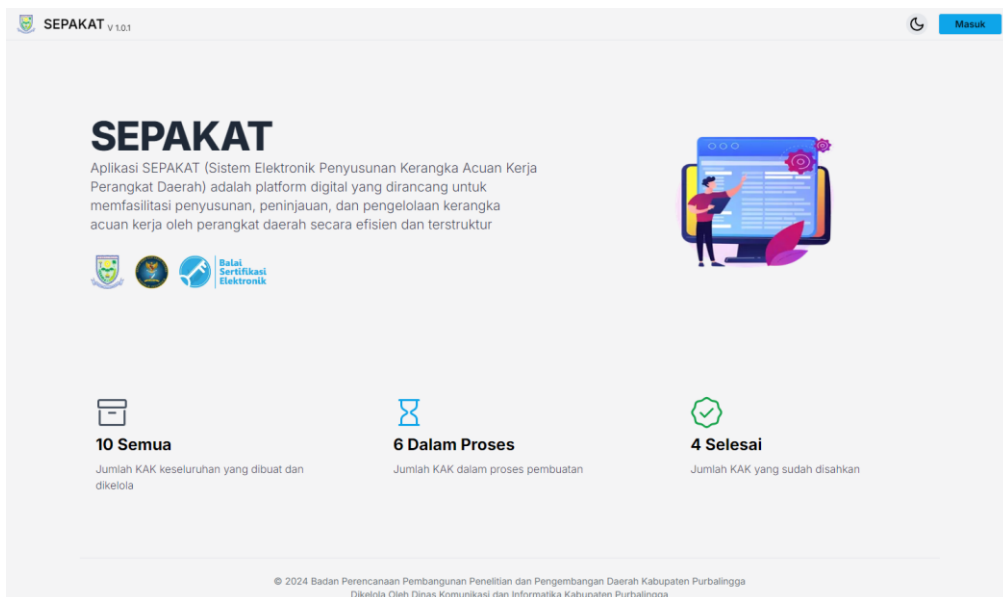 SEPAKAT V 1.0.1
Masuk
SEPAKAT
Aplikasi SEPAKAT (Sistem Elektronik Penyusunan Kerangka Acuan Kerja
Perangkat Daerah) adalah platform digital yang dirancang untuk
memfasilitasi penyusunan, peninjauan, dan pengelolaan kerangka
acuan kerja oleh perangkat daerah secara efisien dan terstruktur
Balai
Sertifikasi
Elektronik
10 Semua
Jumlah KAK keseluruhan yang dibuat dan
dikelola
6 Dalam Proses
Jumlah KAK dalam proses pembuatan
4 Selesai
Jumlah KAK yang sudah disahkan
© 2024 Badan Perencanaan Pembangunan Penelitian dan Pengembangan Daerah Kabupaten Purbalingga
Dikelola Oleh Dinas Komunikasi dan Informatika Kabupaten Purbalingga